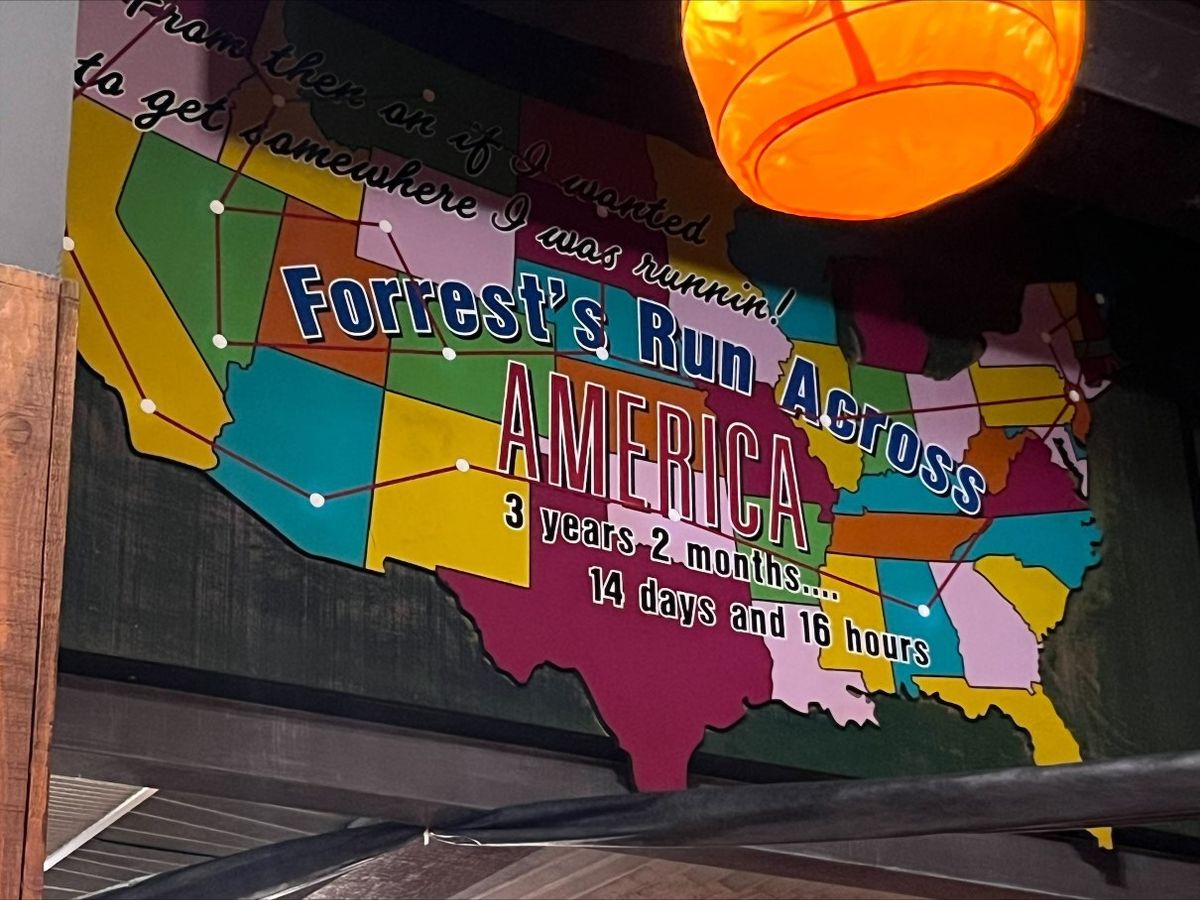 From then on if I wanted
to get somewhere I was runnin!
Forrest's Run Across
AMERICA
3 years 2 months....
14 days and 16 hours